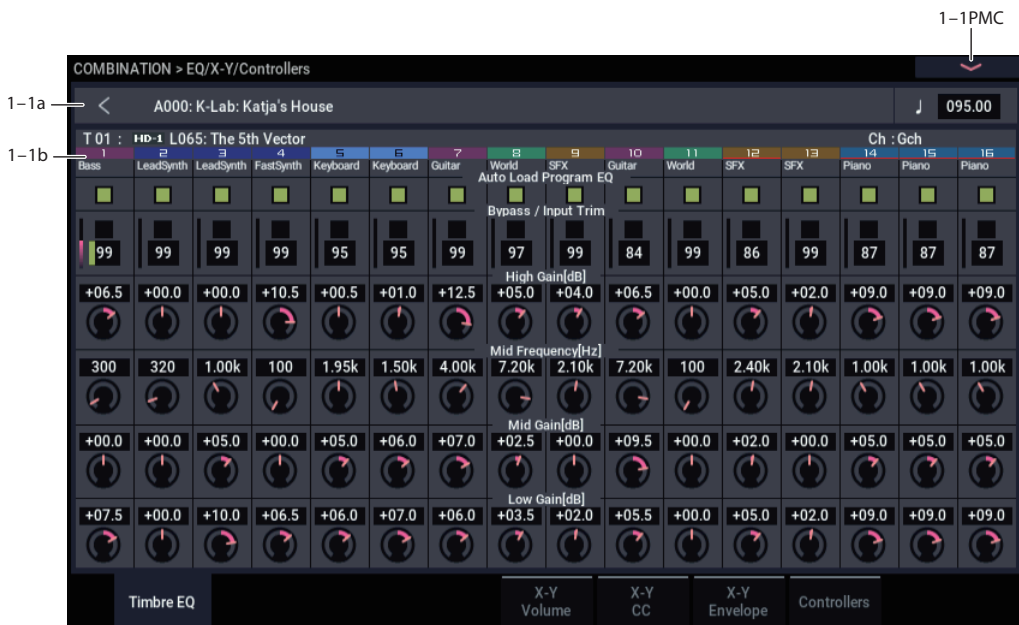 1–1PMC
COMBINATION > EQ/X-Y/Controllers
1–1a
A000: K-Lab: Katja's House
♩ 095.00
T 01 : HD-1 L065: The 5th Vector Ch : Gch
1–1b
1 2 3 4 5 6 7 8 9 10 11 12 13 14 15 16
Bass LeadSynth LeadSynth FastSynth Keyboard Keyboard Guitar World SFX Guitar World SFX SFX Piano Piano Piano
Auto Load Program EQ
Bypass / Input Trim
99 99 99 99 95 95 99 97 99 84 99 86 99 87 87 87
High Gain[dB]
+06.5 +00.0 +00.0 +10.5 +00.5 +01.0 +12.5 +05.0 +04.0 +06.5 +00.0 +05.0 +02.0 +09.0 +09.0 +09.0
Mid Frequency[Hz]
300 320 1.00k 100 1.95k 1.50k 4.00k 7.20k 2.10k 7.20k 100 2.40k 2.10k 1.00k 1.00k 1.00k
Mid Gain[dB]
+00.0 +00.0 +05.0 +00.0 +05.0 +06.0 +07.0 +02.5 +00.0 +09.5 +00.0 +02.0 +00.0 +05.0 +05.0 +05.0
Low Gain[dB]
+07.5 +00.0 +10.0 +06.5 +06.0 +07.0 +06.0 +03.5 +02.0 +05.5 +00.0 +05.0 +02.0 +09.0 +09.0 +09.0
Timbre EQ
X-Y
Volume
X-Y
CC
X-Y
Envelope
Controllers